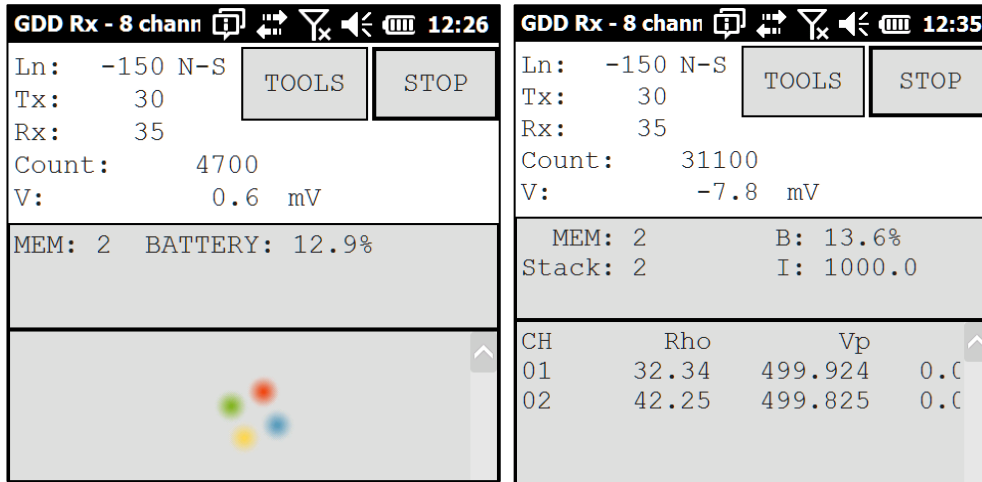 GDD Rx - 8 chann 12:26
Ln: -150 N-S
TOOLS
STOP
Tx: 30
Rx: 35
Count: 4700
V: 0.6 mV
MEM: 2 BATTERY: 12.9%
GDD Rx - 8 chann 12:35
Ln: -150 N-S
TOOLS
STOP
Tx: 30
Rx: 35
Count: 31100
V: -7.8 mV
MEM: 2 B: 13.6%
Stack: 2 I: 1000.0
CH Rho Vp
01 32.34 499.924
02 42.25 499.825